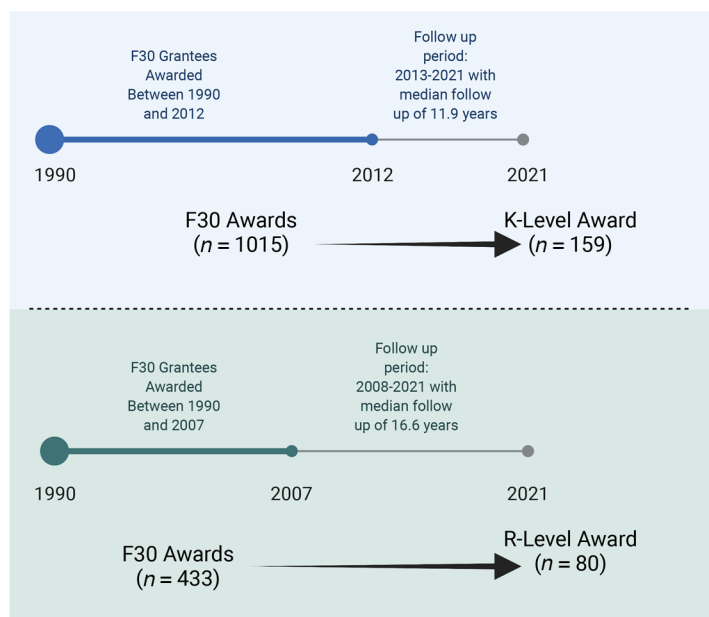 F30 Grantees
Awarded
Between 1990
and 2012
Follow up
period:
2013-2021 with
median follow
up of 11.9 years
1990
2012
2021
F30 Awards
(n = 1015)
K-Level Award
(n = 159)
F30 Grantees
Awarded
Between 1990
and 2007
Follow up
period:
2008-2021 with
median follow
up of 16.6 years
1990
2007
2021
F30 Awards
(n = 433)
R-Level Award
(n = 80)